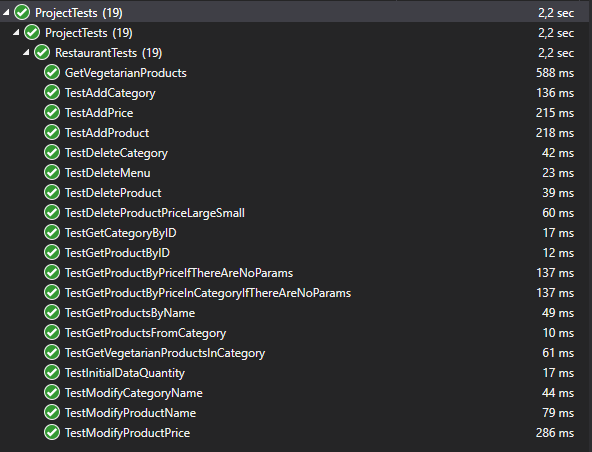 ProjectTests (19) 2,2 sec
ProjectTests (19) 2,2 sec
RestaurantTests (19) 2,2 sec
GetVegetarianProducts 588 ms
TestAddCategory 136 ms
TestAddPrice 215 ms
TestAddProduct 218 ms
TestDeleteCategory 42 ms
TestDeleteMenu 23 ms
TestDeleteProduct 39 ms
TestDeleteProductPriceLargeSmall 60 ms
TestGetCategoryByID 17 ms
TestGetProductByID 12 ms
TestGetProductByPriceIfThereAreNoParams 137 ms
TestGetProductByPriceInCategoryIfThereAreNoParams 137 ms
TestGetProductsByName 49 ms
TestGetProductsFromCategory 10 ms
TestGetVegetarianProductsInCategory 61 ms
TestInitialDataQuantity 17 ms
TestModifyCategoryName 44 ms
TestModifyProductName 79 ms
TestModifyProductPrice 286 ms